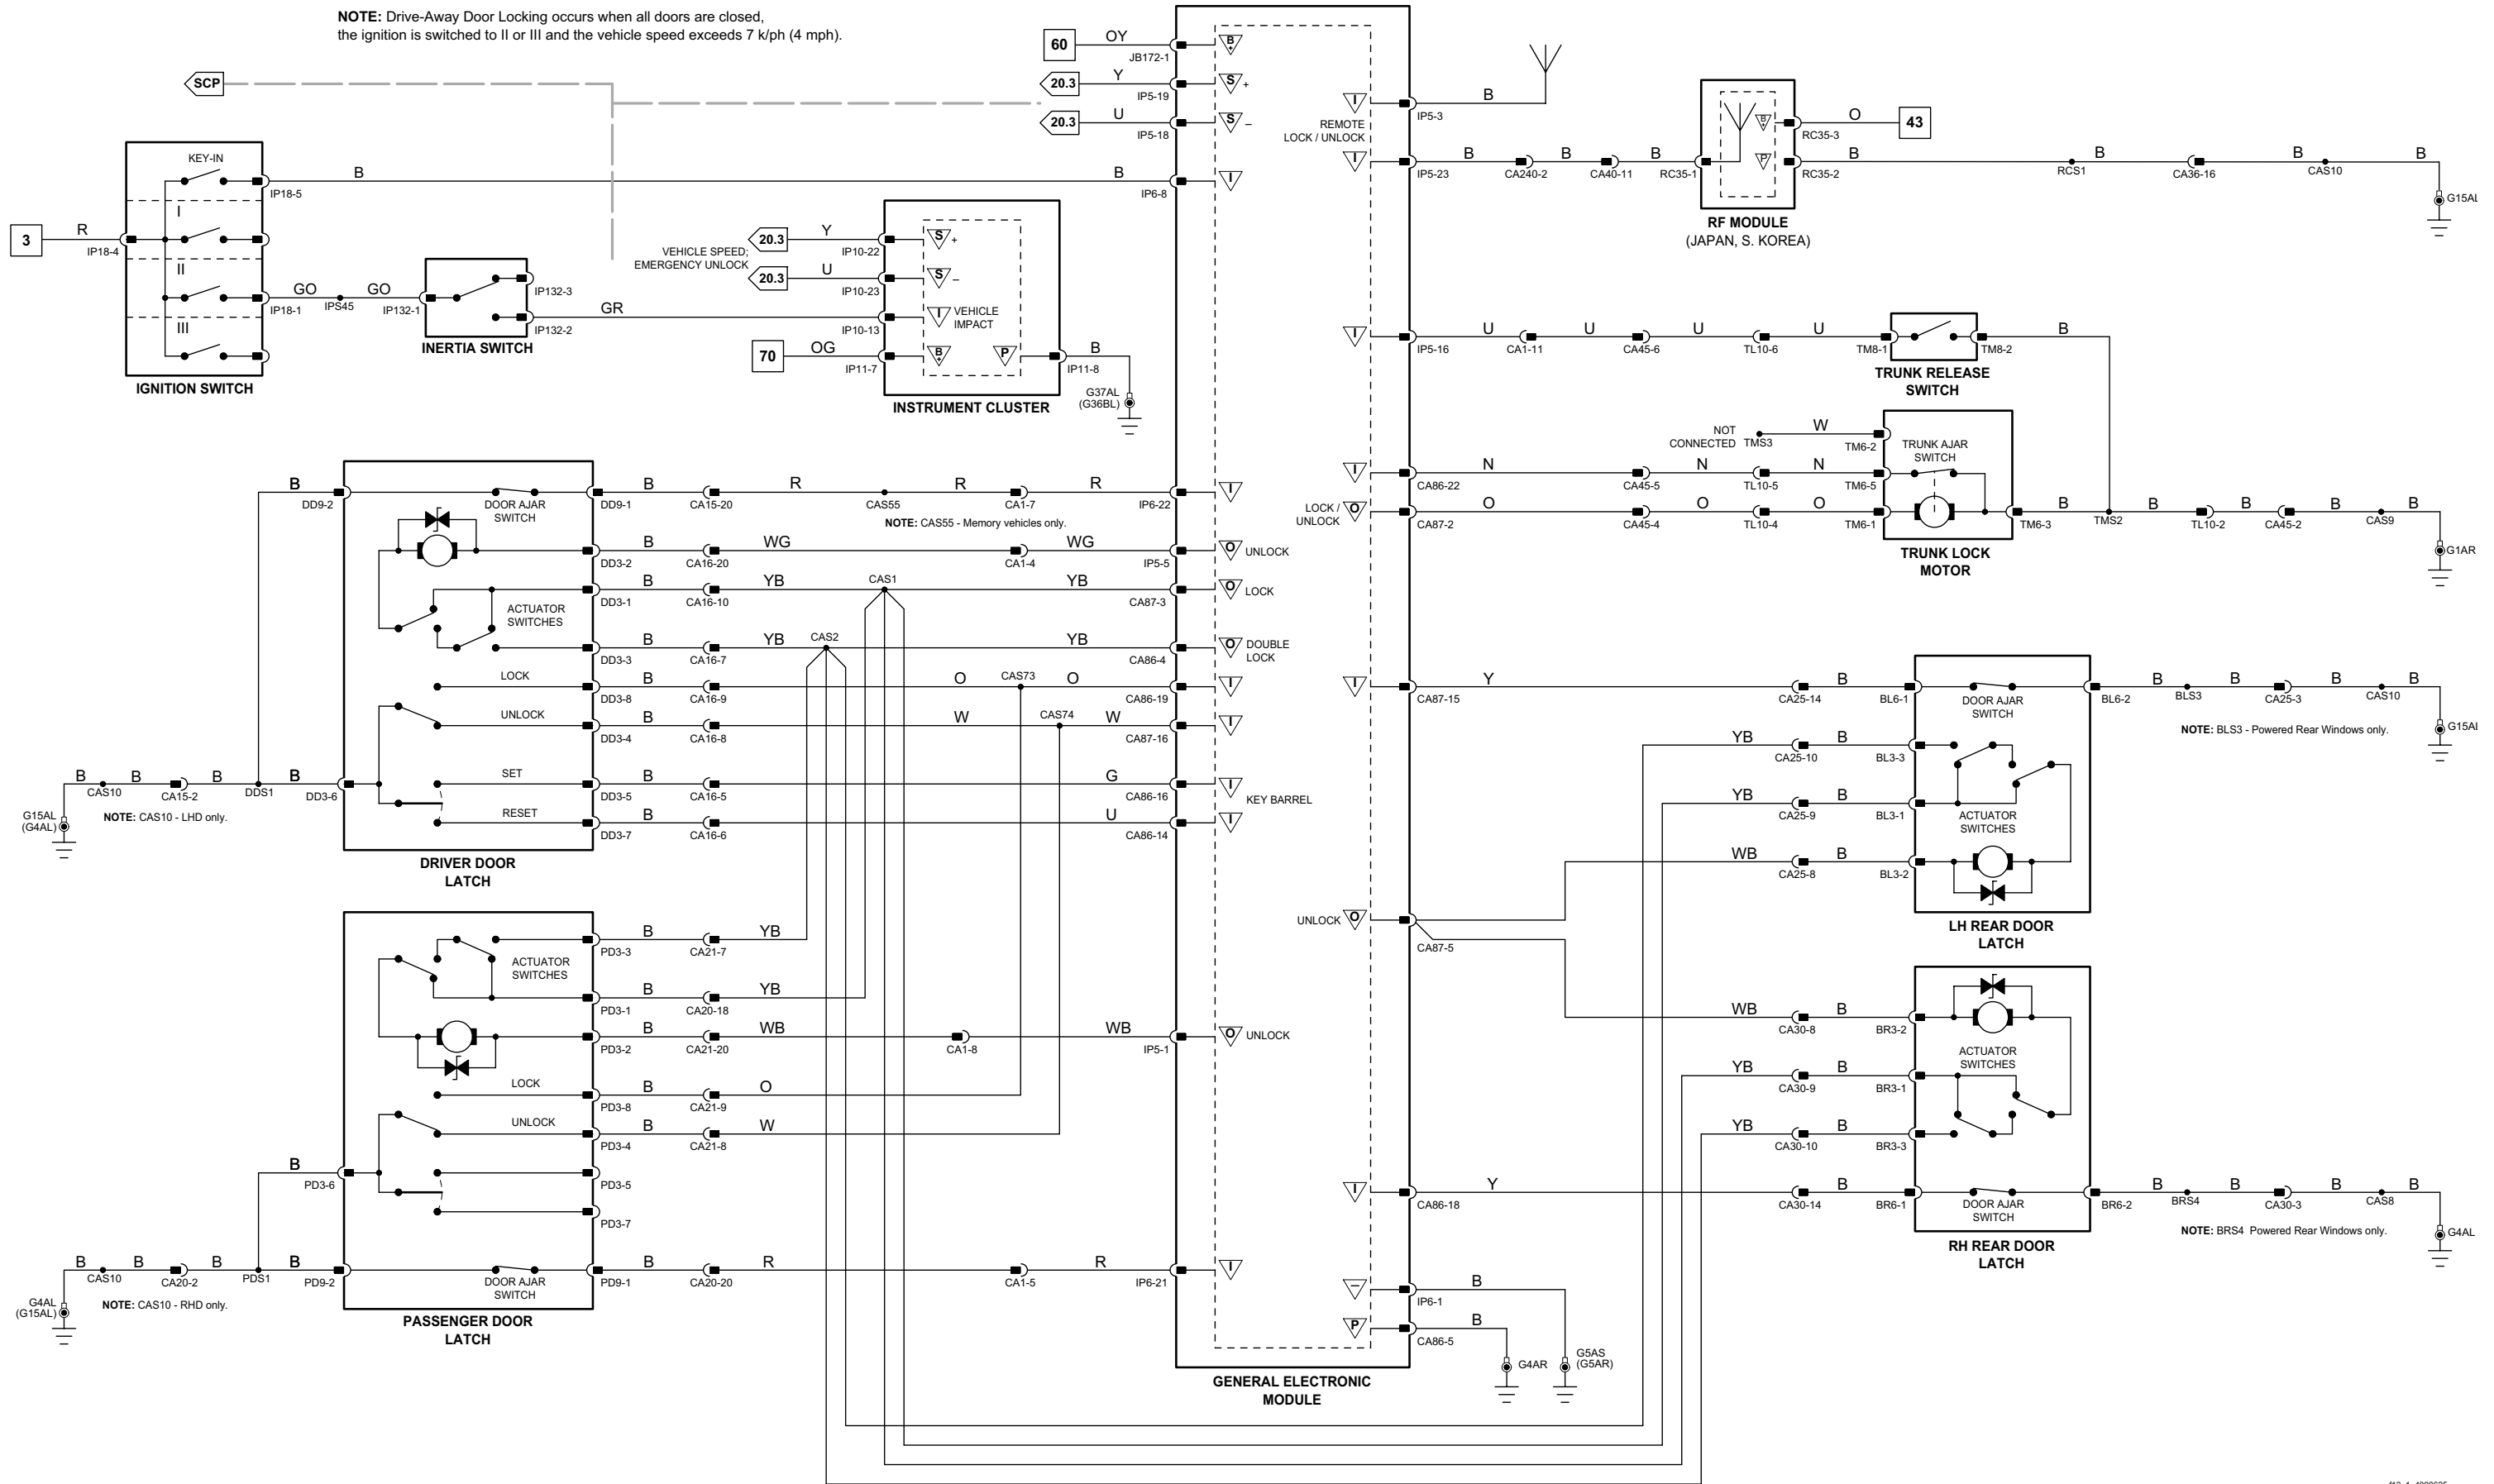 NOTE: Drive-Away Door Locking occurs when all doors are closed,
the ignition is switched to II or III and the vehicle speed exceeds 7 k/ph (4 mph).
SCP
60 OY JB172-1 B+
20.3 Y IP5-19 S +
20.3 U IP5-18 S –
KEY-IN
IP18-5 B B IP6-8 I
I
3 R IP18-4
II
IP18-1 GO IPS45 GO IP132-1
III
IGNITION SWITCH
IP132-3
IP132-2 GR IP10-13 I VEHICLE
IMPACT
INERTIA SWITCH
VEHICLE SPEED;
EMERGENCY UNLOCK
20.3 Y IP10-22 S +
20.3 U IP10-23 S –
70 OG IP11-7 B+ P IP11-8 B
G37AL
(G36BL)
INSTRUMENT CLUSTER
I IP5-3 B
REMOTE
LOCK / UNLOCK
I IP5-23 B CA240-2 B CA40-11 B RC35-1
B+ RC35-3 O 43
P RC35-2 B RCS1 B CA36-16 B CAS10 B
G15AL
RF MODULE
(JAPAN, S. KOREA)
I IP5-16 U CA1-11 U CA45-6 U TL10-6 U TM8-1 TM8-2 B
TRUNK RELEASE
SWITCH
NOT
CONNECTED TMS3 W TM6-2
TRUNK AJAR
SWITCH
I CA86-22 N CA45-5 N TL10-5 N TM6-5
LOCK /
UNLOCK O CA87-2 O CA45-4 O TL10-4 O TM6-1 TM6-3 B TMS2 B TL10-2 B CA45-2 B CAS9 B
G1AR
TRUNK LOCK
MOTOR
B DD9-2 DOOR AJAR
SWITCH
DD9-1 B CA15-20 R CAS55 R CA1-7 R IP6-22 I
NOTE: CAS55 - Memory vehicles only.
DD3-2 B CA16-20 WG CA1-4 WG IP5-5 O UNLOCK
DD3-1 B CA16-10 YB CAS1 YB CA87-3 O LOCK
ACTUATOR
SWITCHES
DD3-3 B CA16-7 YB CAS2 YB CA86-4 O DOUBLE
LOCK
LOCK DD3-8 B CA16-9 O CAS73 O CA86-19 I
UNLOCK DD3-4 B CA16-8 W CAS74 W CA87-16 I
SET DD3-5 B CA16-5 G CA86-16 I
KEY BARREL
RESET DD3-7 B CA16-6 U CA86-14 I
B CAS10 B CA15-2 B DDS1 B DD3-6
G15AL
(G4AL)
NOTE: CAS10 - LHD only.
DRIVER DOOR
LATCH
I CA87-15 Y CA25-14 B BL6-1 DOOR AJAR
SWITCH
BL6-2 B BLS3 B CA25-3 B CAS10 B
NOTE: BLS3 - Powered Rear Windows only.
YB CA25-10 B BL3-3
YB CA25-9 B BL3-1
ACTUATOR
SWITCHES
WB CA25-8 B BL3-2
UNLOCK O CA87-5
LH REAR DOOR
LATCH
ACTUATOR
SWITCHES
PD3-3 B CA21-7 YB
PD3-1 B CA20-18 YB
PD3-2 B CA21-20 WB CA1-8 WB IP5-1 O UNLOCK
LOCK PD3-8 B CA21-9 O
UNLOCK PD3-4 B CA21-8 W
B PD3-6 PD3-5
PD3-7
B CAS10 B CA20-2 B PDS1 B PD9-2 DOOR AJAR
SWITCH
PD9-1 B CA20-20 R CA1-5 R IP6-21 I
G4AL
(G15AL)
NOTE: CAS10 - RHD only.
PASSENGER DOOR
LATCH
WB CA30-8 B BR3-2
ACTUATOR
SWITCHES
YB CA30-9 B BR3-1
YB CA30-10 B BR3-3
I CA86-18 Y CA30-14 B BR6-1 DOOR AJAR
SWITCH
BR6-2 B BRS4 B CA30-3 B CAS8 B
NOTE: BRS4 Powered Rear Windows only.
G4AL
RH REAR DOOR
LATCH
– IP6-1 B
P CA86-5 B
G4AR
G5AS
(G5AR)
GENERAL ELECTRONIC
MODULE